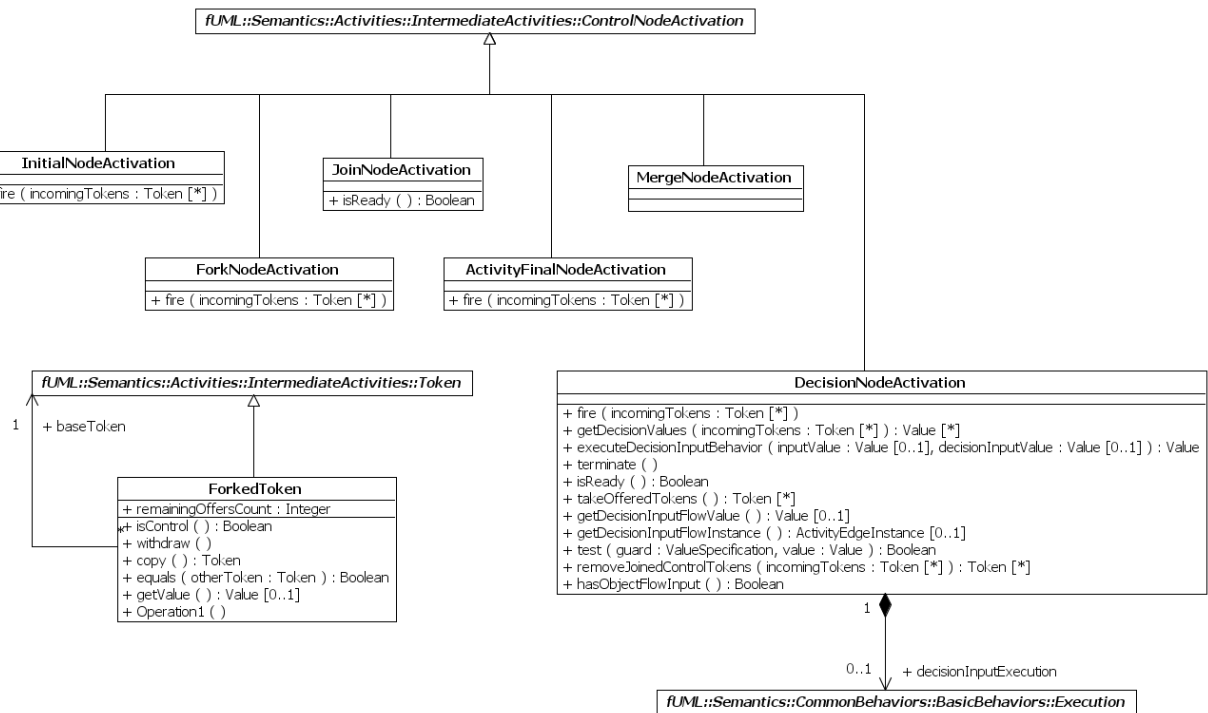 fUML::Semantics::Activities::IntermediateActivities::ControlNodeActivation
InitialNodeActivation
fire ( incomingTokens : Token [*] )
JoinNodeActivation
+ isReady ( ) : Boolean
MergeNodeActivation
ForkNodeActivation
+ fire ( incomingTokens : Token [*] )
ActivityFinalNodeActivation
+ fire ( incomingTokens : Token [*] )
fUML::Semantics::Activities::IntermediateActivities::Token
1
+ baseToken
ForkedToken
+ remainingOffersCount : Integer
*
+ isControl ( ) : Boolean
+ withdraw ( )
+ copy ( ) : Token
+ equals ( otherToken : Token ) : Boolean
+ getValue ( ) : Value [0..1]
+ Operation1 ( )
DecisionNodeActivation
+ fire ( incomingTokens : Token [*] )
+ getDecisionValues ( incomingTokens : Token [*] ) : Value [*]
+ executeDecisionInputBehavior ( inputValue : Value [0..1], decisionInputValue : Value [0..1] ) : Value
+ terminate ( )
+ isReady ( ) : Boolean
+ takeOfferedTokens ( ) : Token [*]
+ getDecisionInputFlowValue ( ) : Value [0..1]
+ getDecisionInputFlowInstance ( ) : ActivityEdgeInstance [0..1]
+ test ( guard : ValueSpecification, value : Value ) : Boolean
+ removeJoinedControlTokens ( incomingTokens : Token [*] ) : Token [*]
+ hasObjectFlowInput ( ) : Boolean
1
0..1
+ decisionInputExecution
fUML::Semantics::CommonBehaviors::BasicBehaviors::Execution